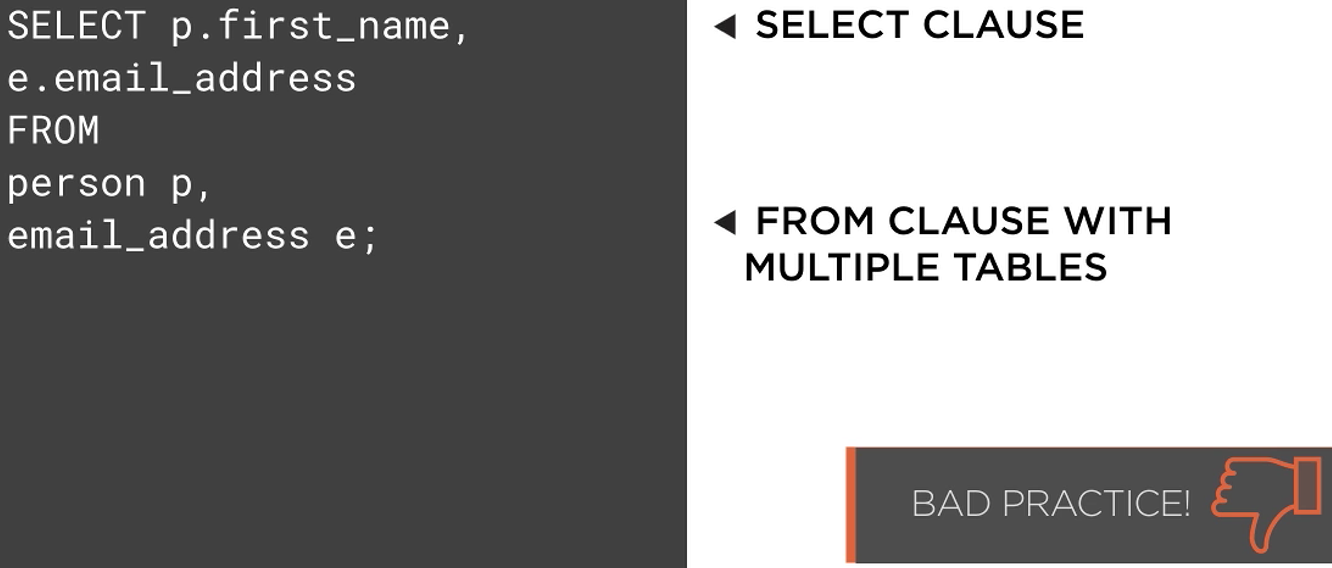 SELECT p.first_name,
e.email_address
FROM
person p,
email_address e;
SELECT CLAUSE
FROM CLAUSE WITH
MULTIPLE TABLES
BAD PRACTICE!